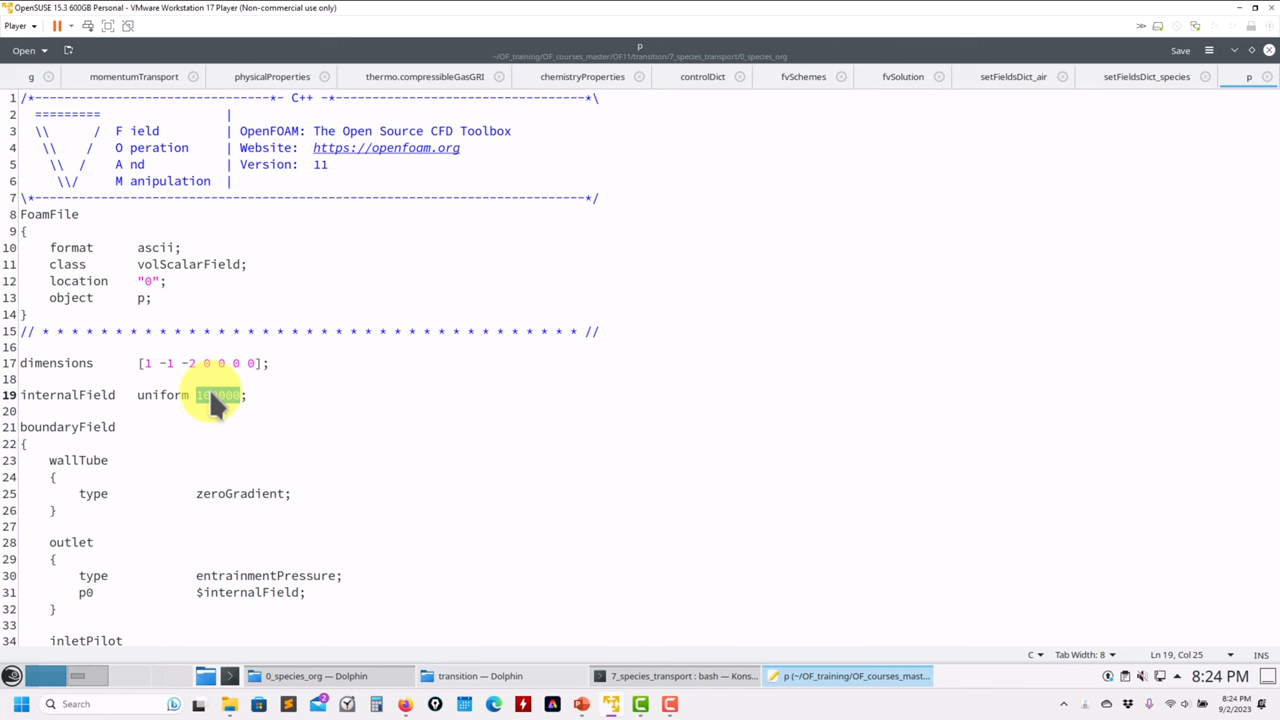 OpenSUSE 15.3 600GB Personal - VMware Workstation 17 Player (Non-commercial use only)
Player
Open
p
~/OF_training/OF_courses_master/OF11/transition/7_species_transport/0_species_org
Save
g momentumTransport physicalProperties thermo.compressibleGasGRI chemistryProperties controlDict fvSchemes fvSolution setFieldsDict_air setFieldsDict_species p
1 /*--------------------------------*- C++ -*----------------------------------*\
2 ========= |
3 \\ / F ield | OpenFOAM: The Open Source CFD Toolbox
4 \\ / O peration | Website: https://openfoam.org
5 \\ / A nd | Version: 11
6 \\/ M anipulation |
7 \*---------------------------------------------------------------------------*/
8 FoamFile
9 {
10 format ascii;
11 class volScalarField;
12 location "0";
13 object p;
14 }
15 // * * * * * * * * * * * * * * * * * * * * * * * * * * * * * * * * * * * * * //
16
17 dimensions [1 -1 -2 0 0 0 0];
18
19 internalField uniform 100000;
20
21 boundaryField
22 {
23 wallTube
24 {
25 type zeroGradient;
26 }
27
28 outlet
29 {
30 type entrainmentPressure;
31 p0 $internalField;
32 }
33
34 inletPilot
C Tab Width: 8 Ln 19, Col 25 INS
0_species_org — Dolphin transition — Dolphin 7_species_transport : bash — Kons... p (~/OF_training/OF_courses_mast... 8:24 PM
Search 2 8:24 PM
9/2/2023